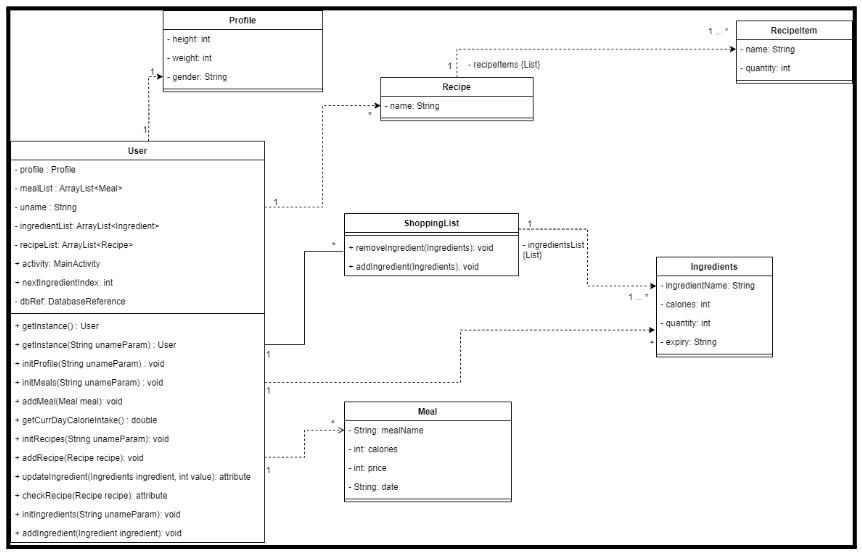 Profile
- height: int
- weight: int
- gender: String
1
1
RecipeItem
- name: String
- quantity: int
1 ... *
1
- recipeItems {List}
Recipe
- name: String
*
User
- profile : Profile
- mealList : ArrayList<Meal>
- uname : String
- ingredientList: ArrayList<Ingredient>
- recipeList: ArrayList<Recipe>
+ activity: MainActivity
+ nextIngredientIndex: int
- dbRef: DatabaseReference
+ getInstance() : User
+ getInstance(String unameParam) : User
+ initProfile(String unameParam) : void
+ initMeals(String unameParam) : void
+ addMeal(Meal meal): void
+ getCurrDayCalorieIntake() : double
+ initRecipes(String unameParam): void
+ addRecipe(Recipe recipe): void
+ updateIngredient(Ingredients ingredient, int value): attribute
+ checkRecipe(Recipe recipe): attribute
+ initIngredients(String unameParam): void
+ addIngredient(Ingredient ingredient): void
1
*
1
1
1
ShoppingList
+ removeIngredient(Ingredients): void
+ addIngredient(Ingredients): void
1
- ingredientsList
{List}
1 ... *
*
Ingredients
- ingredientName: String
- calories: int
- quantity: int
- expiry: String
*
Meal
- String: mealName
- int: calories
- int: price
- String: date